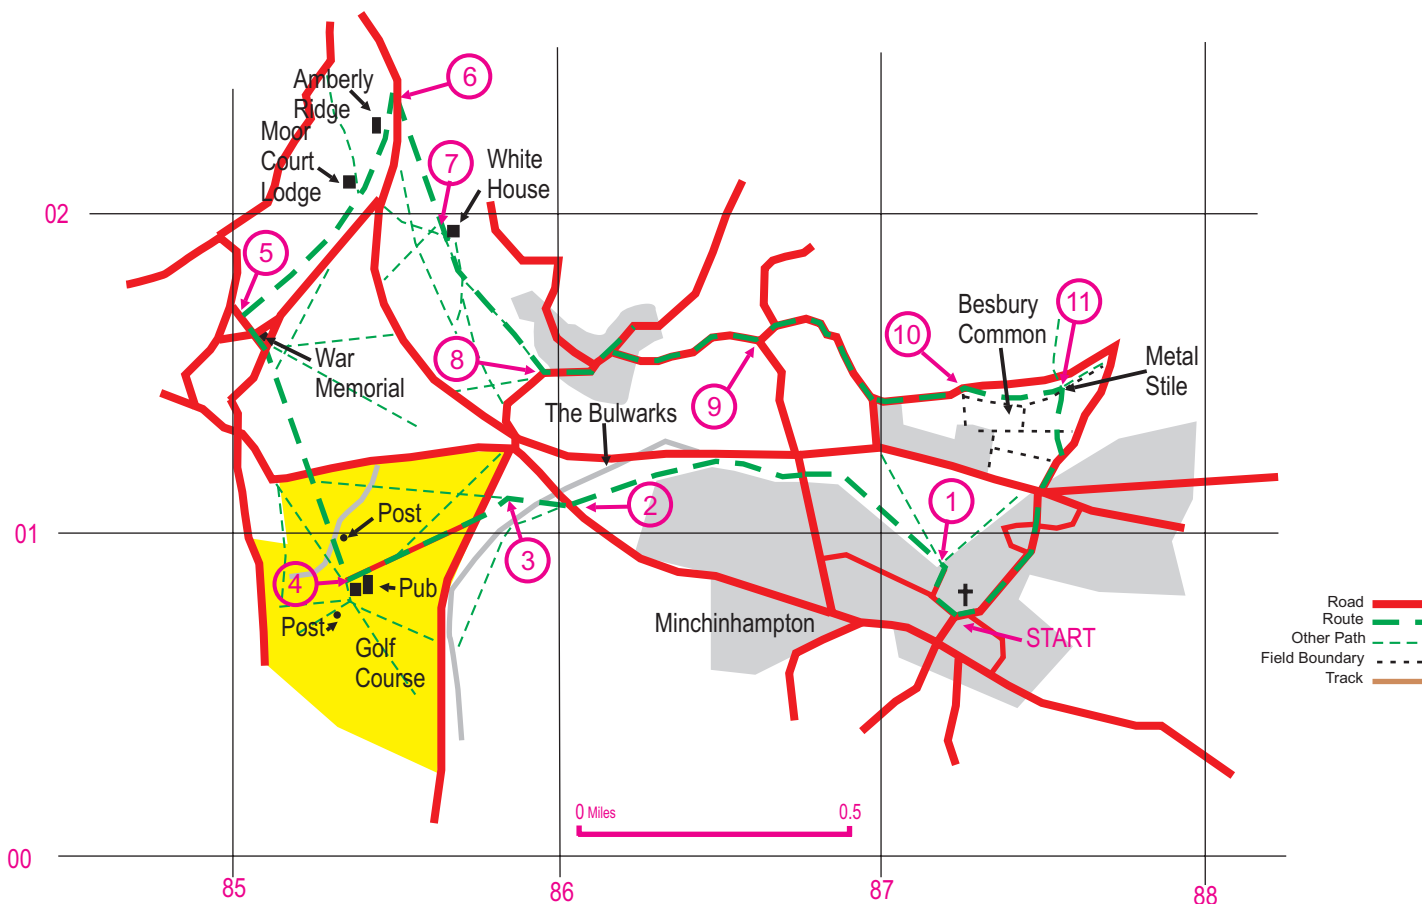 6
Amberly
Ridge
Moor
Court
Lodge
7
White
House
02
5
War
Memorial
8
The Bulwarks
9
10
Besbury
Common
11
Metal
Stile
1
2
3
01
Post
4
Pub
Post
Golf
Course
Minchinhampton
START
Road
Route
Other Path
Field Boundary
Track
0 Miles
0.5
00
85
86
87
88